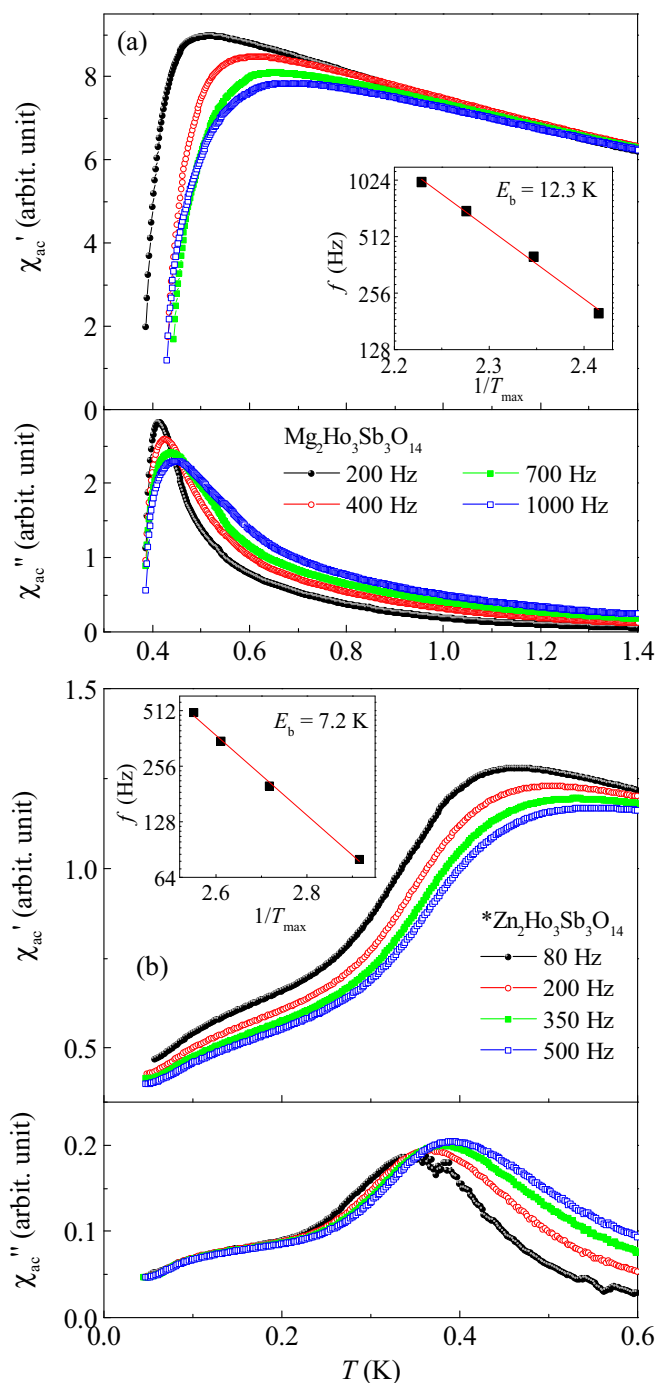 (a)
χac' (arbit. unit)
8
6
4
2
0
f (Hz)
1024
512
256
128
Eb = 12.3 K
2.2
2.3
2.4
1/Tmax
χac" (arbit. unit)
2
1
0
Mg2Ho3Sb3O14
200 Hz
700 Hz
400 Hz
1000 Hz
0.4
0.6
0.8
1.0
1.2
1.4
χac' (arbit. unit)
1.5
1.0
0.5
f (Hz)
512
256
128
64
Eb = 7.2 K
2.6
2.8
1/Tmax
(b)
*Zn2Ho3Sb3O14
80 Hz
200 Hz
350 Hz
500 Hz
χac" (arbit. unit)
0.2
0.1
0.0
0.0
0.2
0.4
0.6
T (K)